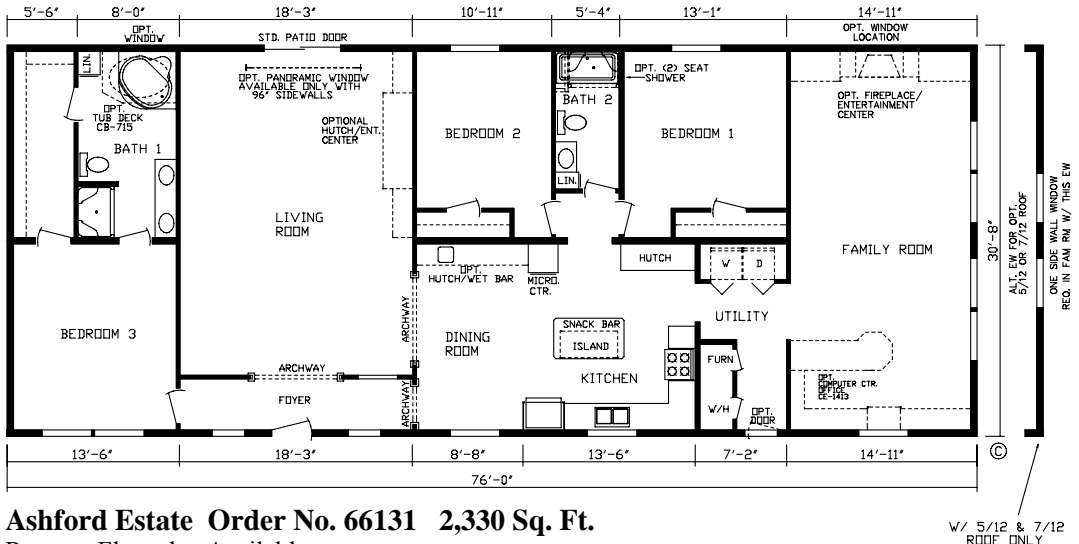 5'-6" 8'-0" 18'-3" 10'-11" 5'-4" 13'-1" 14'-11"
OPT.
WINDOW
STD. PATIO DOOR
OPT. WINDOW
LOCATION
LIN.
OPT. PANORAMIC WINDOW
AVAILABLE ONLY WITH
96" SIDEWALLS
OPT. (2) SEAT
SHOWER
OPT.
TUB DECK
CB-715
BATH 1
OPTIONAL
HUTCH/ENT.
CENTER
BEDROOM 2
BATH 2
BEDROOM 1
OPT. FIREPLACE/
ENTERTAINMENT
CENTER
LIN.
LIVING
ROOM
FAMILY ROOM
30'-8"
ALT. EW FOR OPT.
5/12 OR 7/12 ROOF
ONE SIDE WALL WINDOW
REQ. IN FAM RM W/ THIS EW
OPT.
HUTCH/WET BAR
MICRO.
CTR.
HUTCH
W D
UTILITY
BEDROOM 3
ARCHWAY
DINING
ROOM
SNACK BAR
ISLAND
KITCHEN
FURN
W/H
OPT.
DOOR
OPT.
COMPUTER CTR.
OFFICE
CE-1413
ARCHWAY
FOYER
ARCHWAY
13'-6" 18'-3" 8'-8" 13'-6" 7'-2" 14'-11"
©
76'-0"
Ashford Estate Order No. 66131 2,330 Sq. Ft.
W/ 5/12 & 7/12
ROOF ONLY